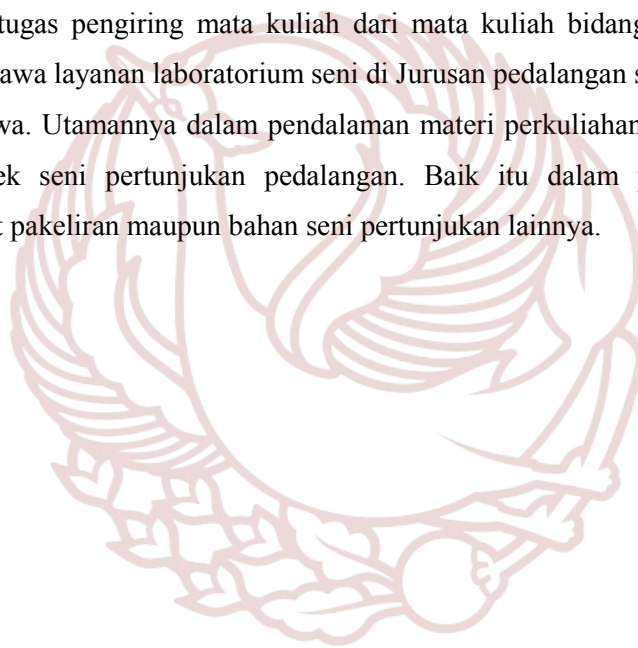 tugas pengiring mata kuliah dari mata kuliah bidang
awa layanan laboratorium seni di Jurusan pedalangan s
wa. Utamannya dalam pendalaman materi perkuliahan
ek seni pertunjukan pedalangan. Baik itu dalam p
t pakeliran maupun bahan seni pertunjukan lainnya.